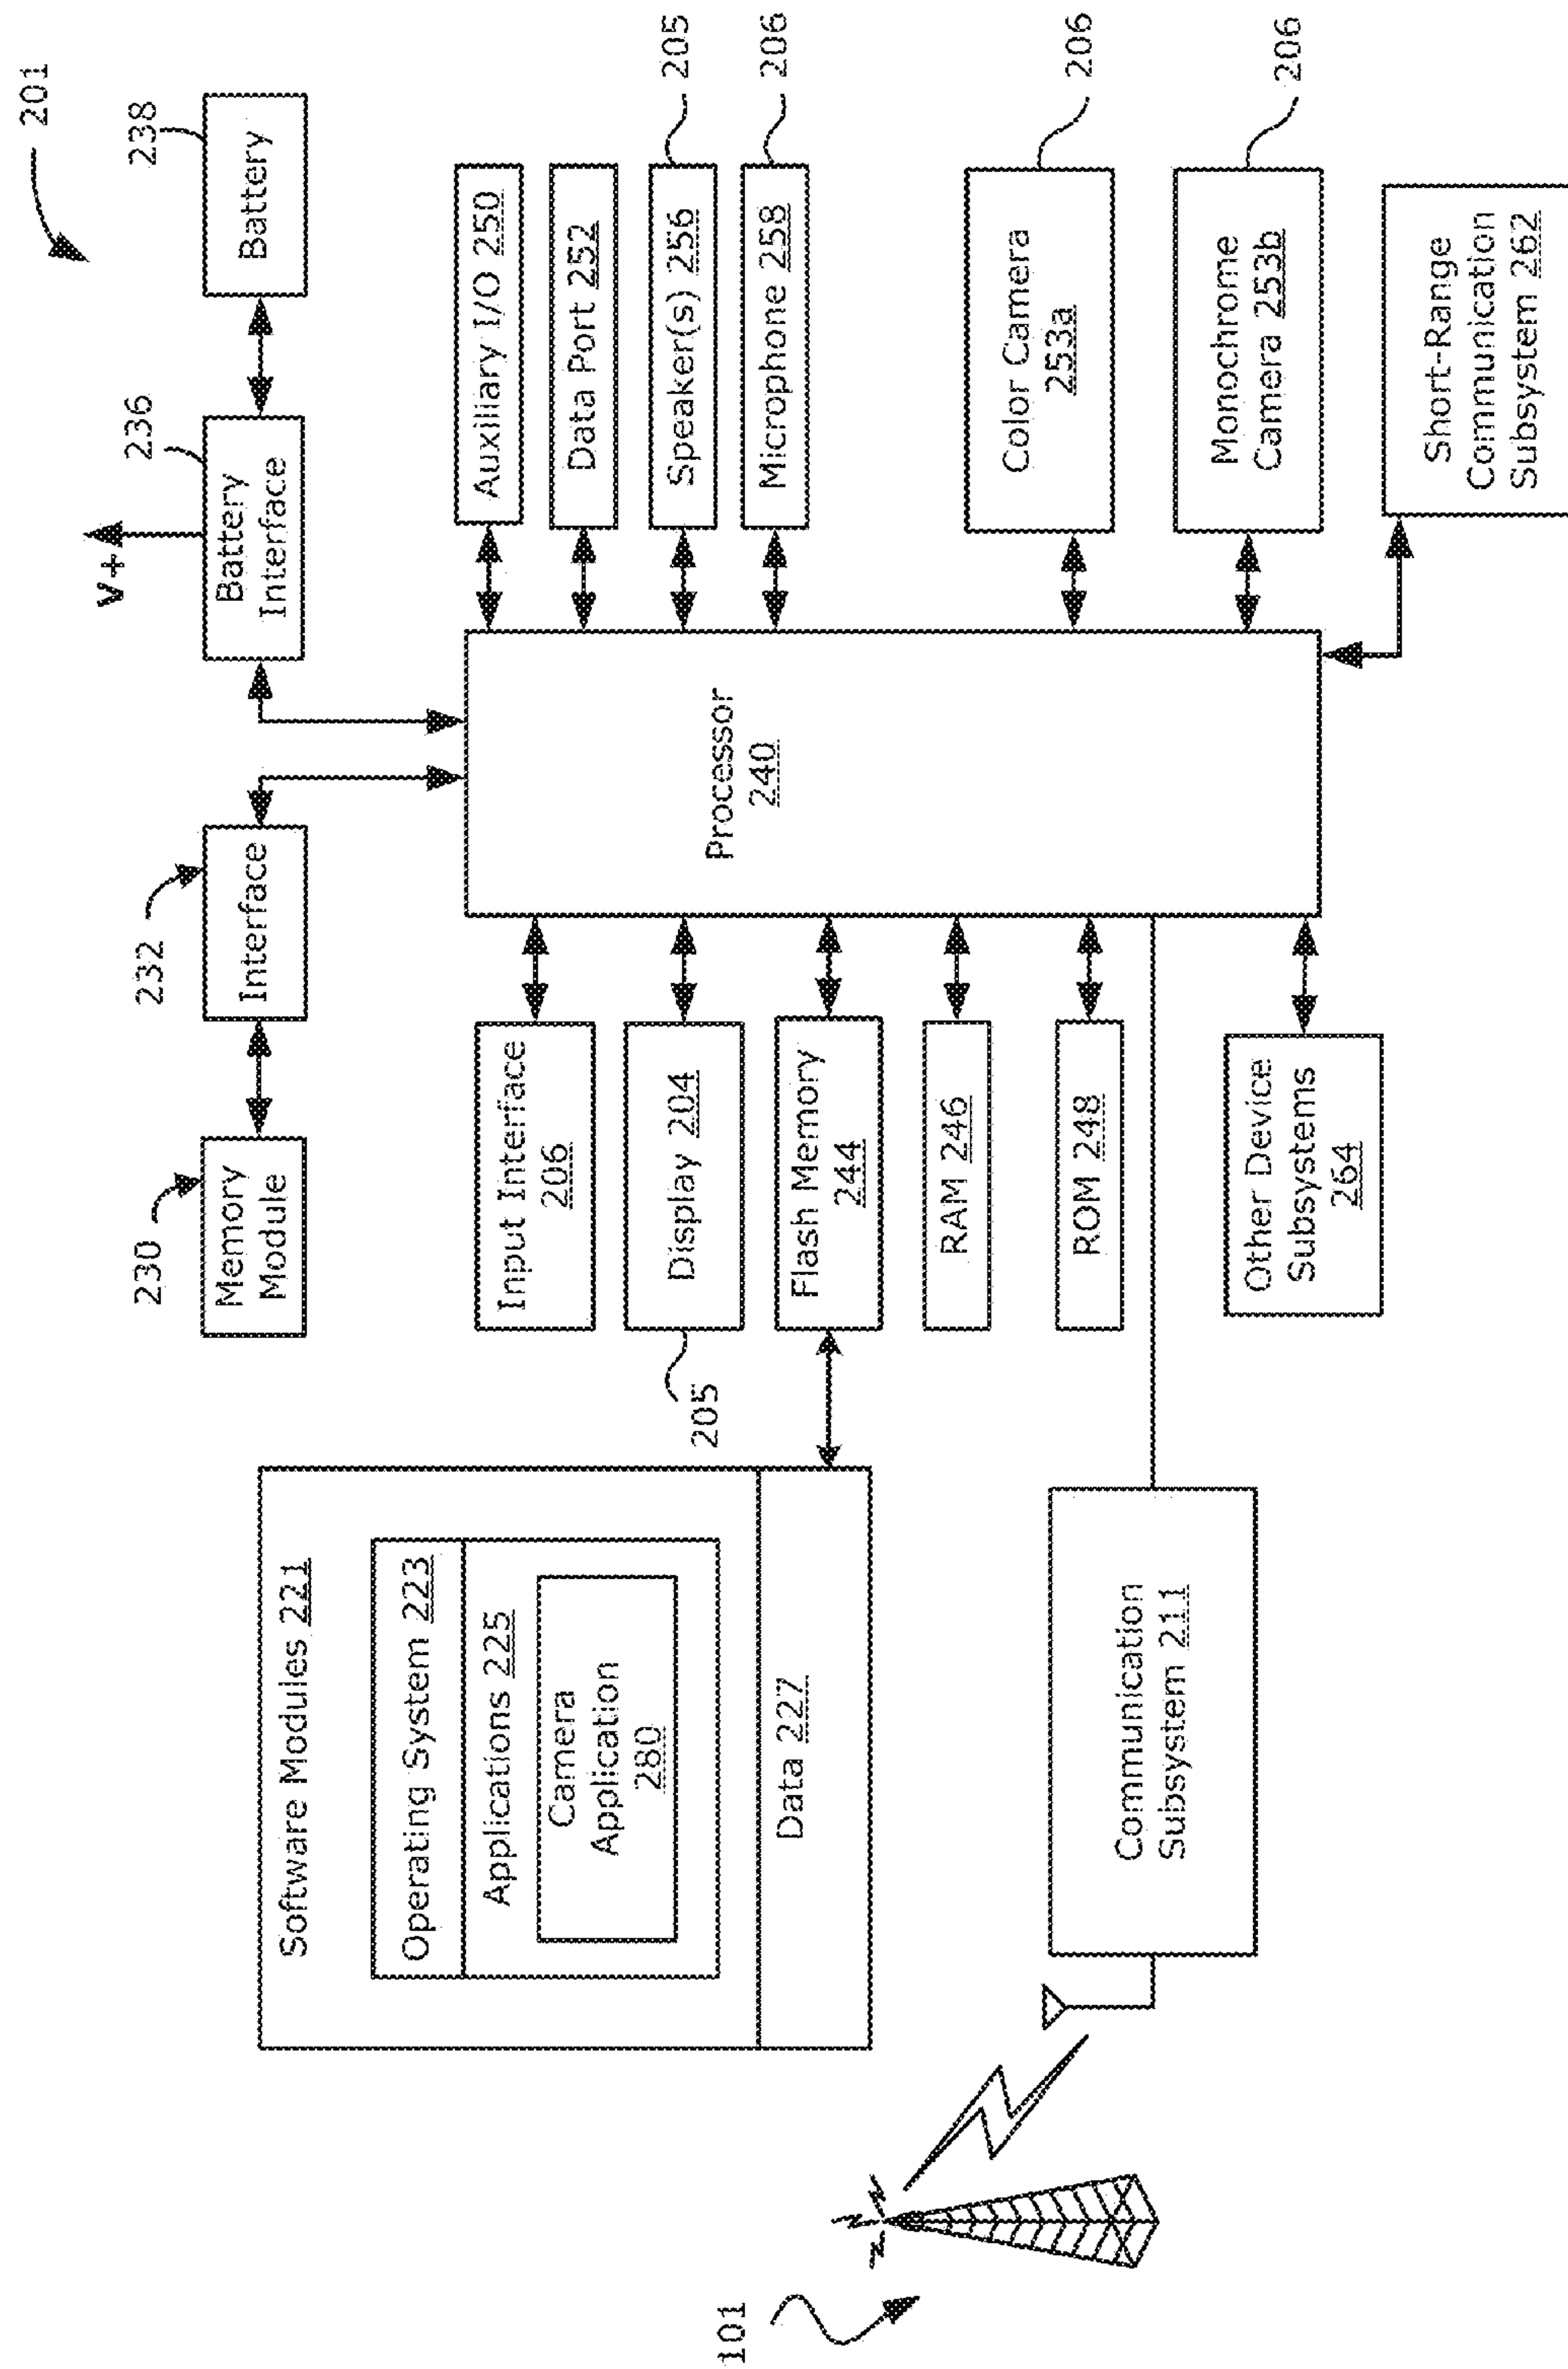 201
V+
230
232
236
238
Memory
Module
Interface
Battery
Interface
Battery
Software Modules 221
Operating System 223
Applications 225
Camera
Application
280
Data 227
Input Interface
206
Display 204
205
Flash Memory
244
RAM 246
ROM 248
Processor
240
Auxiliary I/O 250
Data Port 252
Speaker(s) 256
205
Microphone 258
206
Color Camera
253a
206
Monochrome
Camera 253b
206
101
Communication
Subsystem 211
Other Device
Subsystems
264
Short-Range
Communication
Subsystem 262